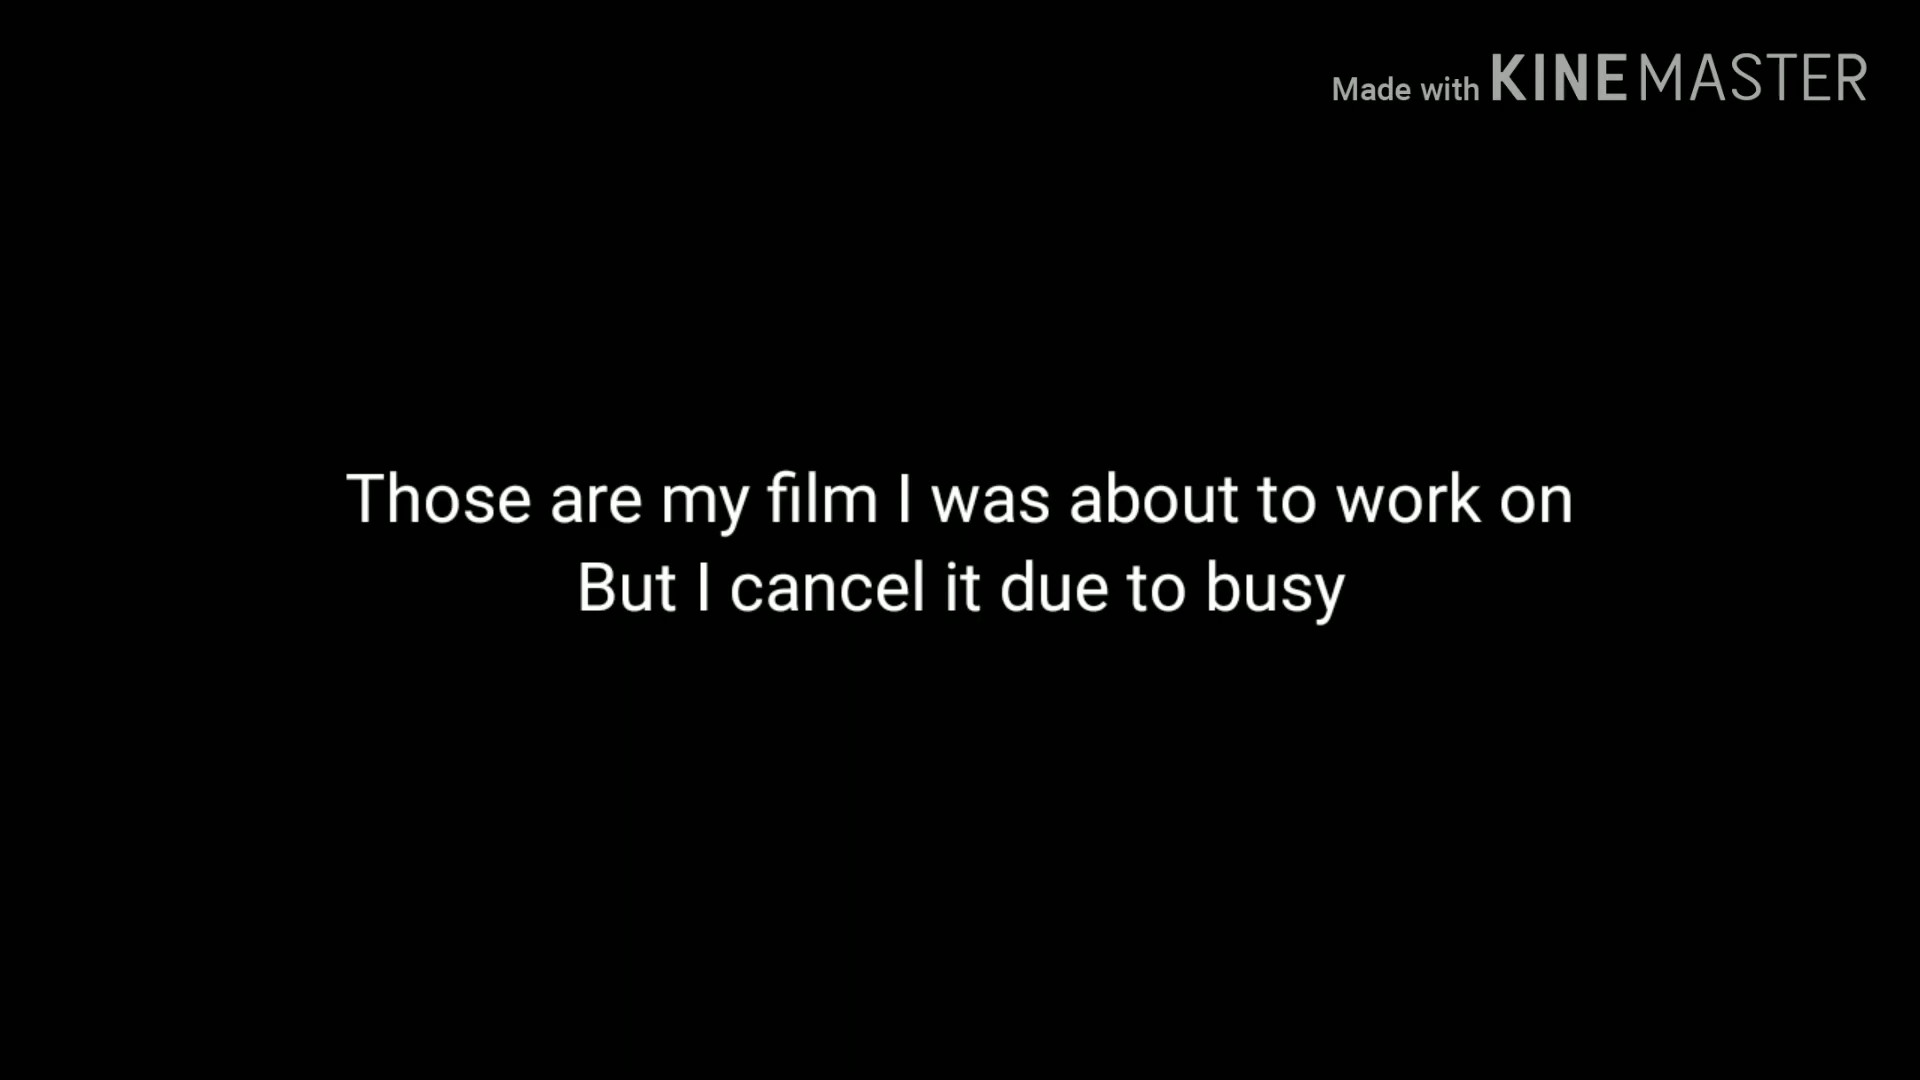 Made with KINEMASTER
Those are my film I was about to work on
But I cancel it due to busy